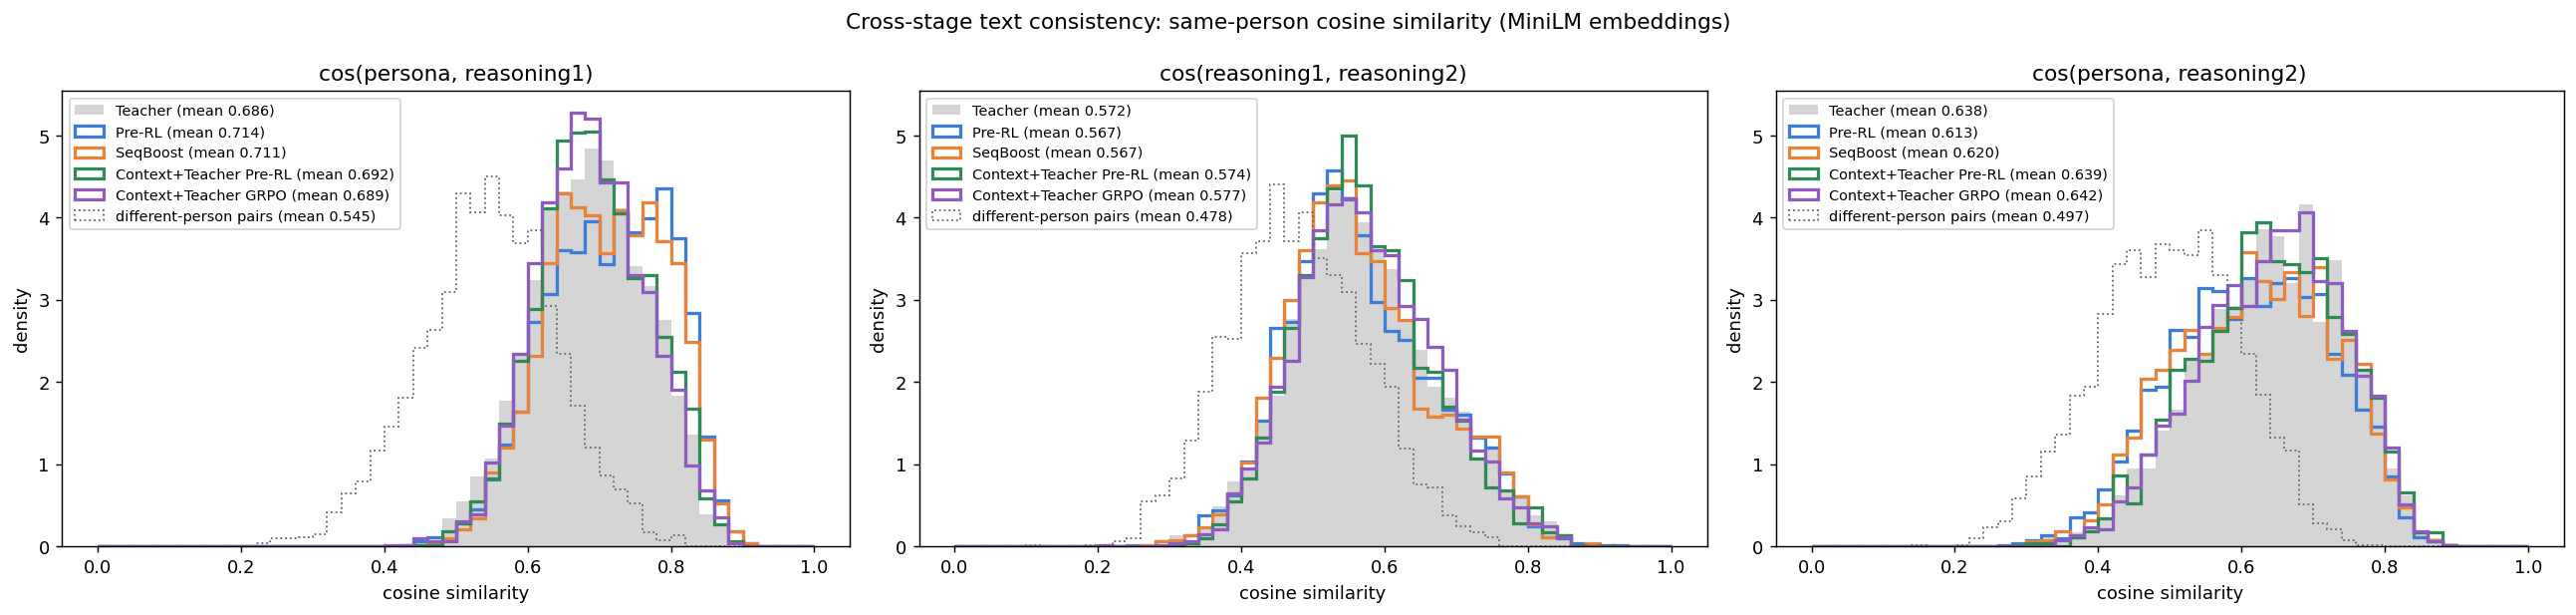 Cross-stage text consistency: same-person cosine similarity (MiniLM embeddings)
cos(persona, reasoning1)
Teacher (mean 0.686)
Pre-RL (mean 0.714)
SeqBoost (mean 0.711)
Context+Teacher Pre-RL (mean 0.692)
Context+Teacher GRPO (mean 0.689)
different-person pairs (mean 0.545)
density
5
4
3
2
1
0
0.0 0.2 0.4 0.6 0.8 1.0
cosine similarity
cos(reasoning1, reasoning2)
Teacher (mean 0.572)
Pre-RL (mean 0.567)
SeqBoost (mean 0.567)
Context+Teacher Pre-RL (mean 0.574)
Context+Teacher GRPO (mean 0.577)
different-person pairs (mean 0.478)
density
5
4
3
2
1
0
0.0 0.2 0.4 0.6 0.8 1.0
cosine similarity
cos(persona, reasoning2)
Teacher (mean 0.638)
Pre-RL (mean 0.613)
SeqBoost (mean 0.620)
Context+Teacher Pre-RL (mean 0.639)
Context+Teacher GRPO (mean 0.642)
different-person pairs (mean 0.497)
density
5
4
3
2
1
0
0.0 0.2 0.4 0.6 0.8 1.0
cosine similarity